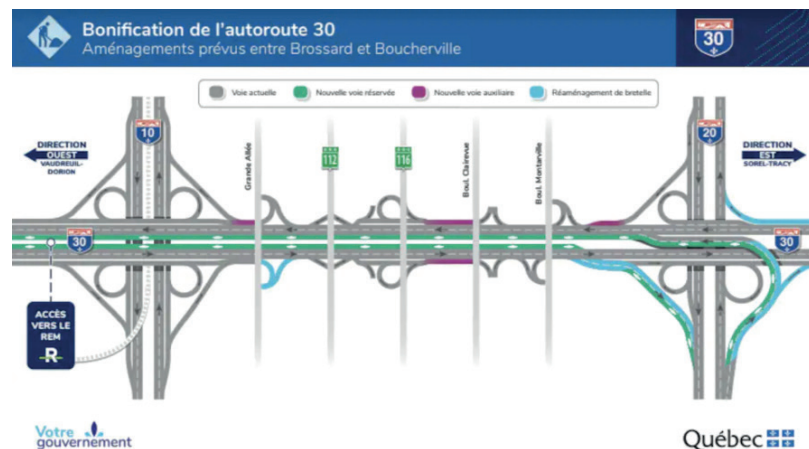 Bonification de l'autoroute 30
Aménagements prévus entre Brossard et Boucherville
30
Voie actuelle
Nouvelle voie réservée
Nouvelle voie auxiliaire
Réaménagement de bretelle
DIRECTION
OUEST
VAUDREUIL-
DORION
10
Grande Allée
112
116
Boul. Clairevue
Boul. Montarville
20
DIRECTION
EST
SOREL-TRACY
30
30
ACCÈS
VERS LE
REM
R
Votre
gouvernement
Québec